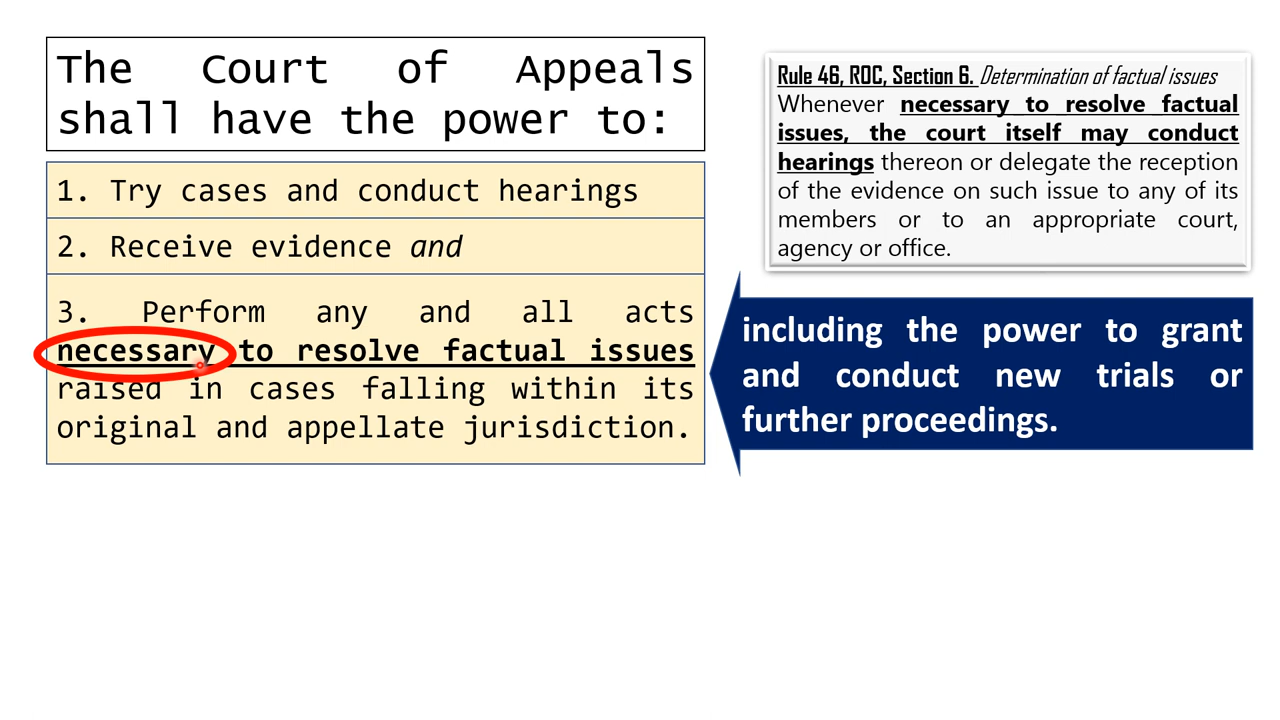 The Court of Appeals
shall have the power to:
1. Try cases and conduct hearings
2. Receive evidence and
3. Perform any and all acts
necessary to resolve factual issues
raised in cases falling within its
original and appellate jurisdiction.
Rule 46, ROC, Section 6. Determination of factual issues
Whenever necessary to resolve factual
issues, the court itself may conduct
hearings thereon or delegate the reception
of the evidence on such issue to any of its
members or to an appropriate court,
agency or office.
including the power to grant
and conduct new trials or
further proceedings.